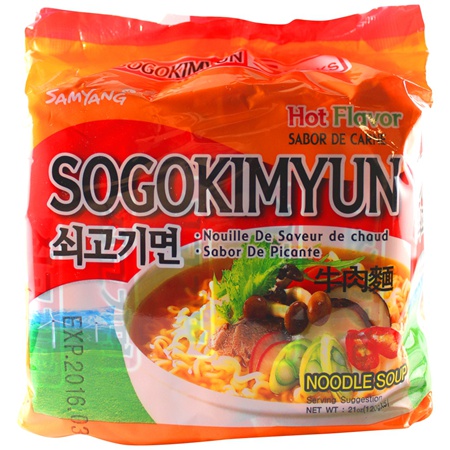 SOGOKIMYUN
SAMYANG
Hot Flavor
SABOR DE CARNE
SOGOKIMYUN
쇠고기면
• Nouille De Saveur de chaud
• Sabor De Picante
牛肉麵
EXP.2016.03
NOODLE SOUP
Serving Suggestion
NET WT : 21oz